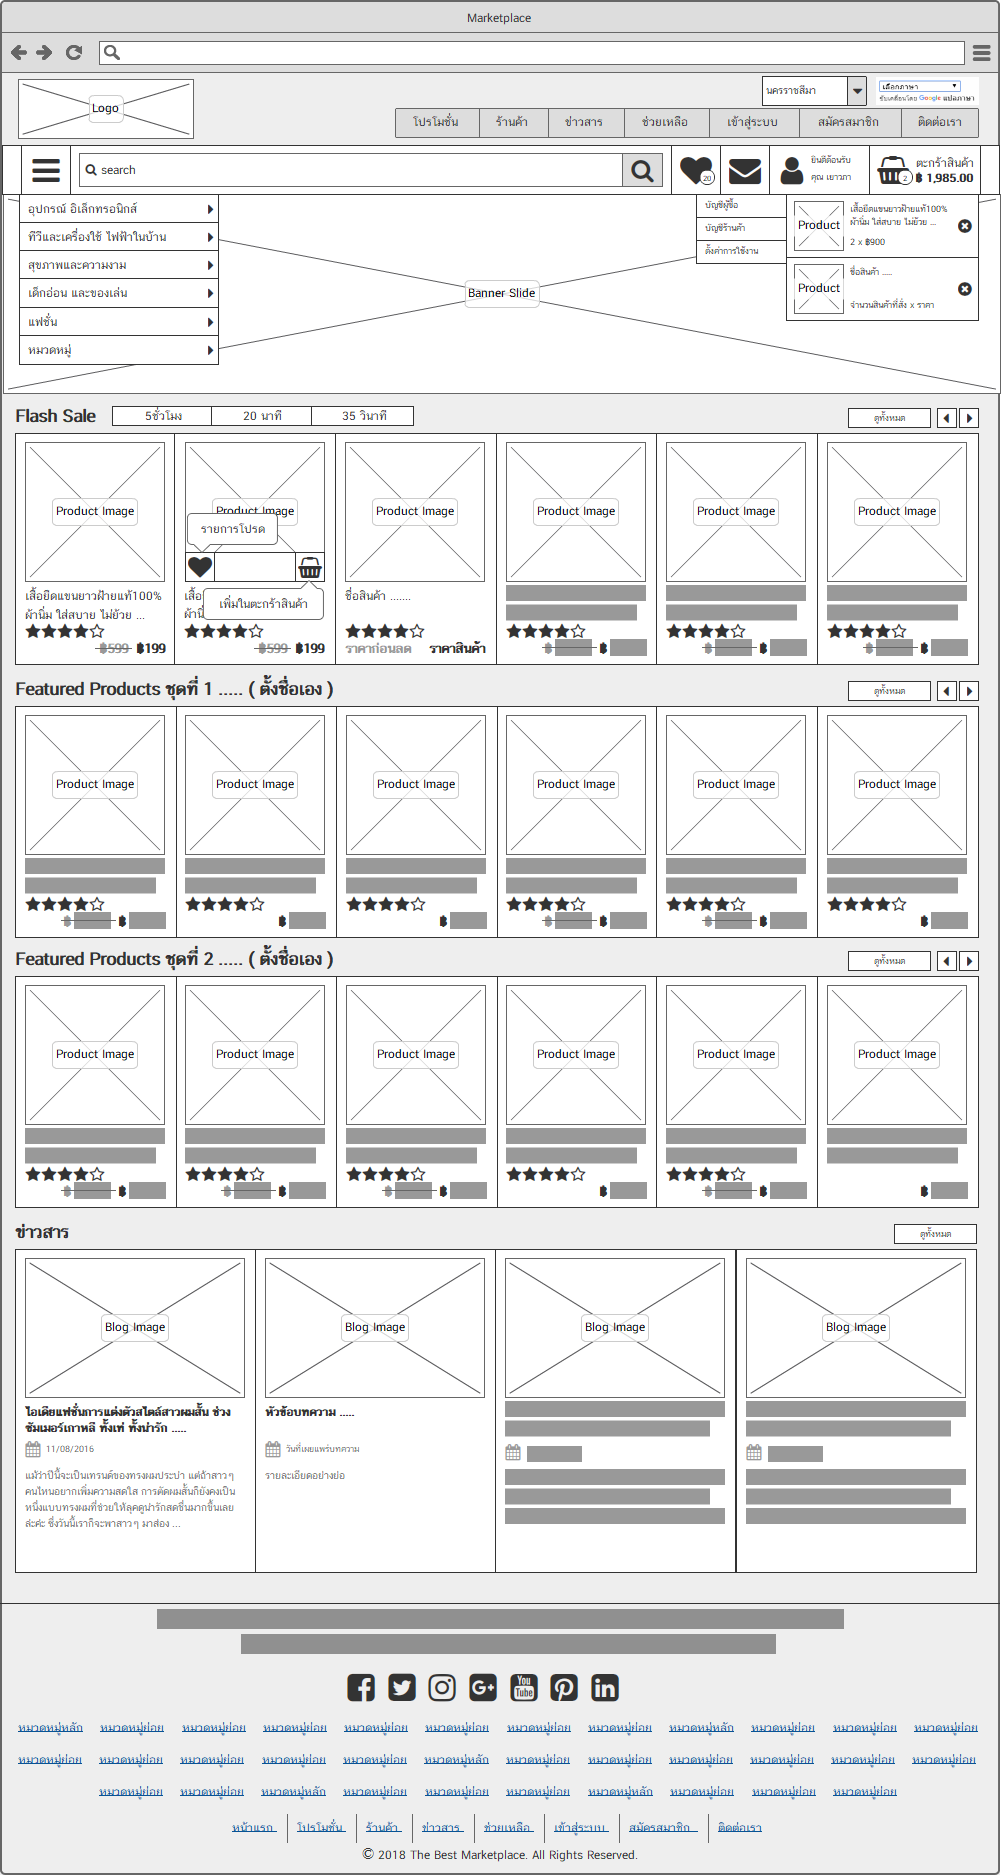 Marketplace
Logo
นครราชสีมา
เลือกภาษา
ขับเคลื่อนโดย Google แปลภาษา
โปรโมชั่น
ร้านค้า
ข่าวสาร
ช่วยเหลือ
เข้าสู่ระบบ
สมัครสมาชิก
ติดต่อเรา
search
20
ยินดีต้อนรับ
คุณ เยาวภา
2
ตะกร้าสินค้า
฿ 1,985.00
อุปกรณ์ อิเล็กทรอนิกส์
ทีวีและเครื่องใช้ ไฟฟ้าในบ้าน
สุขภาพและความงาม
เด็กอ่อน และของเล่น
แฟชั่น
หมวดหมู่
Banner Slide
บัญชีผู้ซื้อ
บัญชีร้านค้า
ตั้งค่าการใช้งาน
Product
เสื้อยืดแขนยาวฝ้ายแท้100%
ผ้านิ่ม ใส่สบาย ไม่ย้วย ...
2 x ฿900
Product
ชื่อสินค้า .....
จำนวนสินค้าที่สั่ง x ราคา
Flash Sale
5ชั่วโมง
20 นาที
35 วินาที
ดูทั้งหมด
Product Image
Product Image
Product Image
Product Image
Product Image
Product Image
รายการโปรด
เพิ่มในตะกร้าสินค้า
เสื้อยืดแขนยาวฝ้ายแท้100%
ผ้านิ่ม ใส่สบาย ไม่ย้วย ...
฿599 ฿199
เสื้อ
ผ้านิ่
฿599 ฿199
ชื่อสินค้า .......
ราคาก่อนลด ราคาสินค้า
฿ ฿
฿ ฿
฿ ฿
Featured Products ชุดที่ 1 ..... ( ตั้งชื่อเอง )
ดูทั้งหมด
Product Image
Product Image
Product Image
Product Image
Product Image
Product Image
฿ ฿
฿
฿
฿ ฿
฿ ฿
฿
Featured Products ชุดที่ 2 ..... ( ตั้งชื่อเอง )
ดูทั้งหมด
Product Image
Product Image
Product Image
Product Image
Product Image
Product Image
฿ ฿
฿ ฿
฿ ฿
฿
฿ ฿
฿
ข่าวสาร
ดูทั้งหมด
Blog Image
Blog Image
Blog Image
Blog Image
ไอเดียแฟชั่นการแต่งตัวสไตล์สาวผมสั้น ช่วง
ซัมเมอร์เกาหลี ทั้งเท่ ทั้งน่ารัก .....
11/08/2016
แม้ว่าปีนี้จะเป็นเทรนด์ของทรงผมประบ่า แต่ถ้าสาวๆ
คนไหนอยากเพิ่มความสดใส การตัดผมสั้นก็ยังคงเป็น
หนึ่งแบบทรงผมที่ช่วยให้ลุคดูน่ารักสดชื่นมากขึ้นเลย
ล่ะค่ะ ซึ่งวันนี้เราก็จะพาสาวๆ มาส่อง ...
หัวข้อบทความ .....
วันที่เผยแพร่บทความ
รายละเอียดอย่างย่อ
You Tube
หมวดหมู่หลัก หมวดหมู่ย่อย หมวดหมู่ย่อย หมวดหมู่ย่อย หมวดหมู่ย่อย หมวดหมู่ย่อย หมวดหมู่ย่อย หมวดหมู่ย่อย หมวดหมู่หลัก หมวดหมู่ย่อย หมวดหมู่ย่อย หมวดหมู่ย่อย
หมวดหมู่ย่อย หมวดหมู่ย่อย หมวดหมู่ย่อย หมวดหมู่ย่อย หมวดหมู่ย่อย หมวดหมู่หลัก หมวดหมู่ย่อย หมวดหมู่ย่อย หมวดหมู่ย่อย หมวดหมู่ย่อย หมวดหมู่ย่อย หมวดหมู่ย่อย
หมวดหมู่ย่อย หมวดหมู่ย่อย หมวดหมู่หลัก หมวดหมู่ย่อย หมวดหมู่ย่อย หมวดหมู่ย่อย หมวดหมู่หลัก หมวดหมู่ย่อย หมวดหมู่ย่อย หมวดหมู่ย่อย
หน้าแรก โปรโมชั่น ร้านค้า ข่าวสาร ช่วยเหลือ เข้าสู่ระบบ สมัครสมาชิก ติดต่อเรา
© 2018 The Best Marketplace. All Rights Reserved.